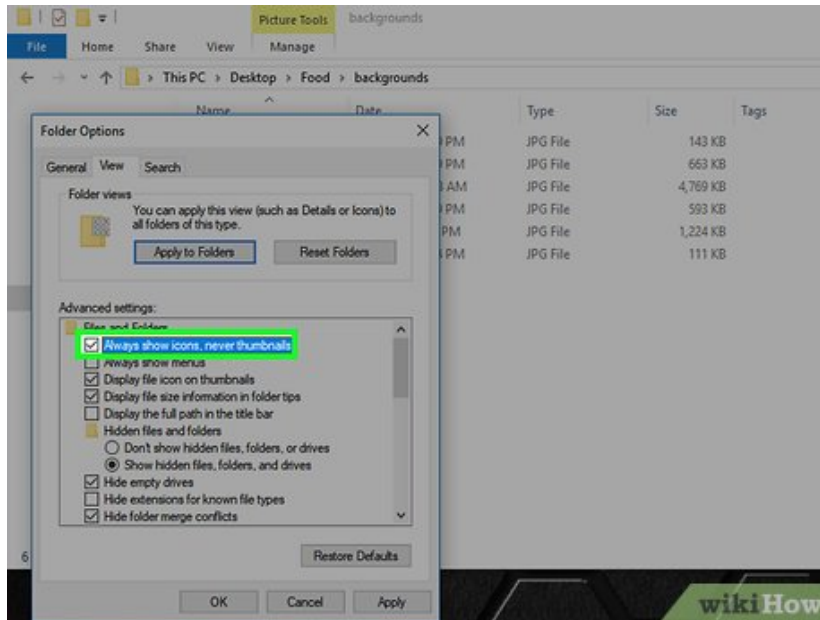 Picture Tools backgrounds
File Home Share View Manage
This PC > Desktop > Food > backgrounds
Name Date Type Size Tags
Folder Options
PM JPG File 143 KB
General View Search
PM JPG File 663 KB
AM JPG File 4,769 KB
Folder views
You can apply this view (such as Details or Icons) to
all folders of this type.
PM JPG File 593 KB
PM JPG File 1,224 KB
Apply to Folders Reset Folders
PM JPG File 111 KB
Advanced settings:
Files and Folders
Always show icons, never thumbnails
Always show menus
Display file icon on thumbnails
Display file size information in folder tips
Display the full path in the title bar
Hidden files and folders
Don't show hidden files, folders, or drives
Show hidden files, folders, and drives
Hide empty drives
Hide extensions for known file types
Hide folder merge conflicts
6
Restore Defaults
OK Cancel Apply
wikiHow